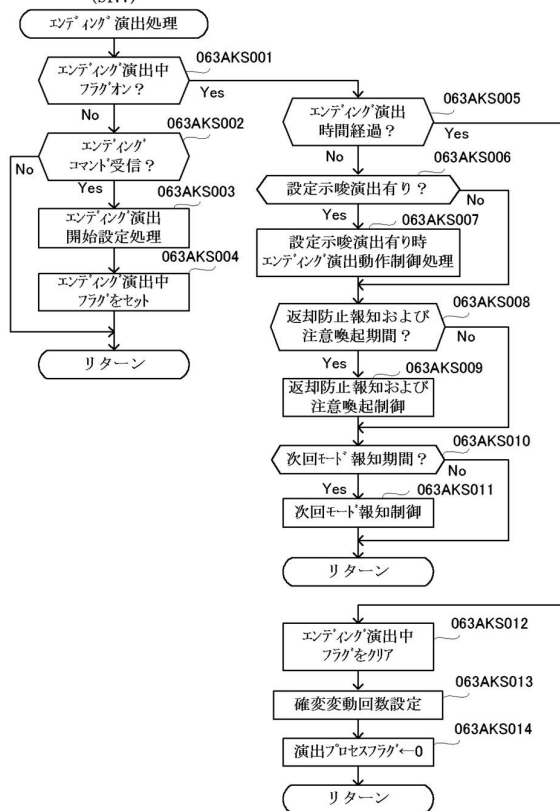 エンディング演出処理
エンディング演出中
フラグオン？
063AKS001
Yes
No
063AKS002
エンディング
コマンド受信？
No
Yes
063AKS003
エンディング演出
開始設定処理
063AKS004
エンディング演出中
フラグをセット
リターン
063AKS005
エンディング演出
時間経過？
Yes
No
063AKS006
設定示唆演出有り？
No
Yes
063AKS007
設定示唆演出有り時
エンディング演出動作制御処理
063AKS008
返却防止報知および
注意喚起期間？
No
Yes
063AKS009
返却防止報知および
注意喚起制御
063AKS010
次回モード報知期間？
No
Yes
063AKS011
次回モード報知制御
リターン
063AKS012
エンディング演出中
フラグをクリア
063AKS013
確変変動回数設定
063AKS014
演出プロセスフラグ←0
リターン